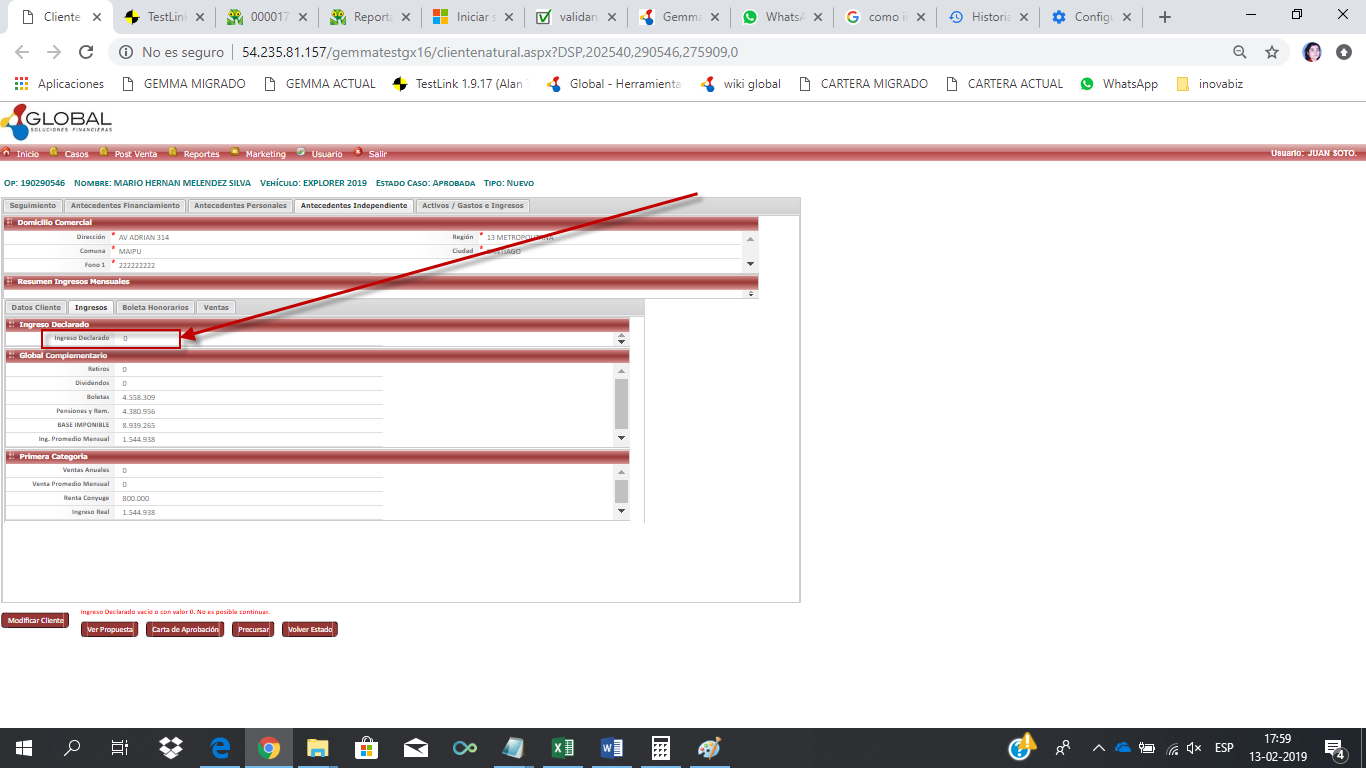 Cliente
TestLink
000017
Reporta
Iniciar s
validaru
Gemma
WhatsA
como in
Historia
Configu
No es seguro | 54.235.81.157/gemmatestgx16/clientenatural.aspx?DSP,202540,290546,275909,0
Aplicaciones
GEMMA MIGRADO
GEMMA ACTUAL
TestLink 1.9.17 (Alan
Global - Herramienta
wiki global
CARTERA MIGRADO
CARTERA ACTUAL
WhatsApp
inovabiz
GLOBAL
SOLUCIONES FINANCIERAS
Inicio Casos Post Venta Reportes Marketing Usuario Salir Usuario: JUAN SOTO.
Op: 190290546 Nombre: MARIO HERNAN MELENDEZ SILVA Vehículo: EXPLORER 2019 Estado Caso: Aprobada Tipo: Nuevo
Seguimiento Antecedentes Financiamiento Antecedentes Personales Antecedentes Independiente Activos / Gastos e Ingresos
Domicilio Comercial
Dirección * AV ADRIAN 314 Región * 13 METROPOLITANA
Comuna * MAIPU Ciudad * SANTIAGO
Fono 1 * 222222222
Resumen Ingresos Mensuales
Datos Cliente Ingresos Boleta Honorarios Ventas
Ingreso Declarado
Ingreso Declarado 0
Global Complementario
Retiros 0
Dividendos 0
Boletas 4.558.309
Pensiones y Rem. 4.380.956
BASE IMPONIBLE 8.939.265
Ing. Promedio Mensual 1.544.938
Primera Categoria
Ventas Anuales 0
Venta Promedio Mensual 0
Renta Conyuge 800.000
Ingreso Real 1.544.938
Ingreso Declarado vacio o con valor 0. No es posible continuar.
Modificar Cliente Ver Propuesta Carta de Aprobación Precursar Volver Estado
ESP
17:59
13-02-2019
4